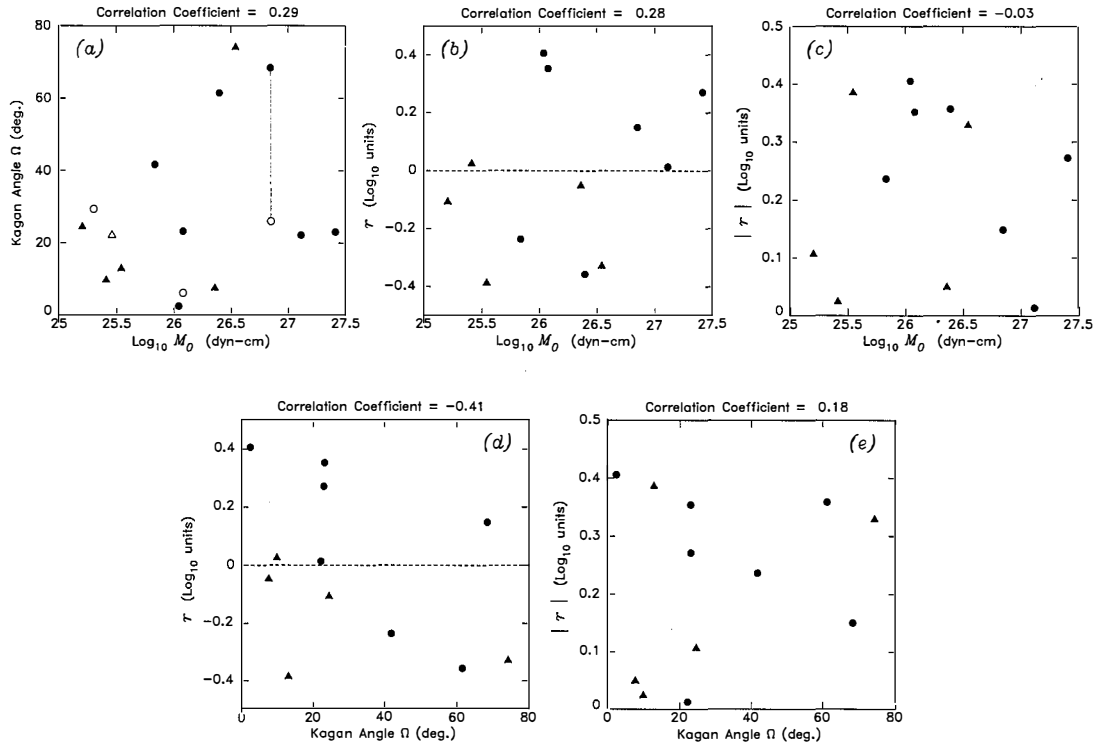 Correlation Coefficient = 0.29
(a)
80
60
40
20
0
Kagan Angle Ω (deg.)
25 25.5 26 26.5 27 27.5
Log₁₀ M₀ (dyn-cm)
Correlation Coefficient = 0.28
(b)
0.4
0.2
0
-0.2
-0.4
r (Log₁₀ units)
25 25.5 26 26.5 27 27.5
Log₁₀ M₀ (dyn-cm)
Correlation Coefficient = -0.03
(c)
0.5
0.4
0.3
0.2
0.1
0
| r | (Log₁₀ units)
25 25.5 26 26.5 27 27.5
Log₁₀ M₀ (dyn-cm)
Correlation Coefficient = -0.41
(d)
0.4
0.2
0
-0.2
-0.4
r (Log₁₀ units)
0 20 40 60 80
Kagan Angle Ω (deg.)
Correlation Coefficient = 0.18
(e)
0.5
0.4
0.3
0.2
0.1
0
| r | (Log₁₀ units)
0 20 40 60 80
Kagan Angle Ω (deg.)